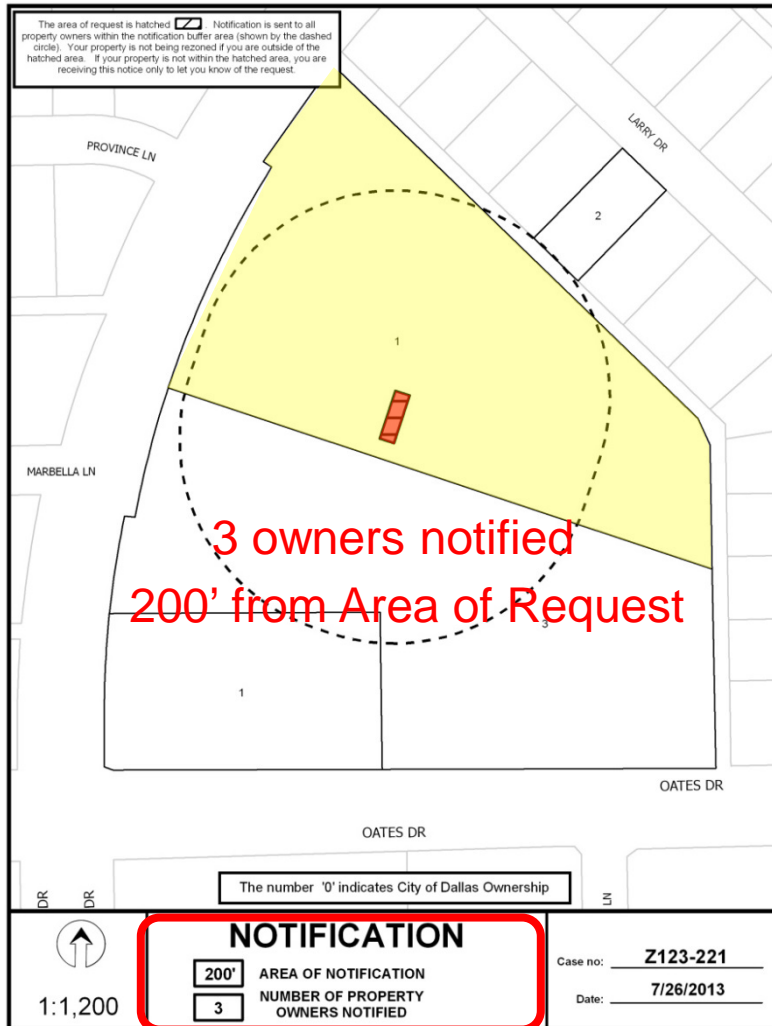 The area of request is hatched . Notification is sent to all
property owners within the notification buffer area (shown by the dashed
circle). Your property is not being rezoned if you are outside of the
hatched area. If your property is not within the hatched area, you are
receiving this notice only to let you know of the request.
PROVINCE LN
LARRY DR
2
1
MARBELLA LN
3 owners notified
200' from Area of Request
3
1
OATES DR
OATES DR
The number '0' indicates City of Dallas Ownership
DR
DR
LN
1:1,200
NOTIFICATION
200' AREA OF NOTIFICATION
3 NUMBER OF PROPERTY
OWNERS NOTIFIED
Case no: Z123-221
Date: 7/26/2013